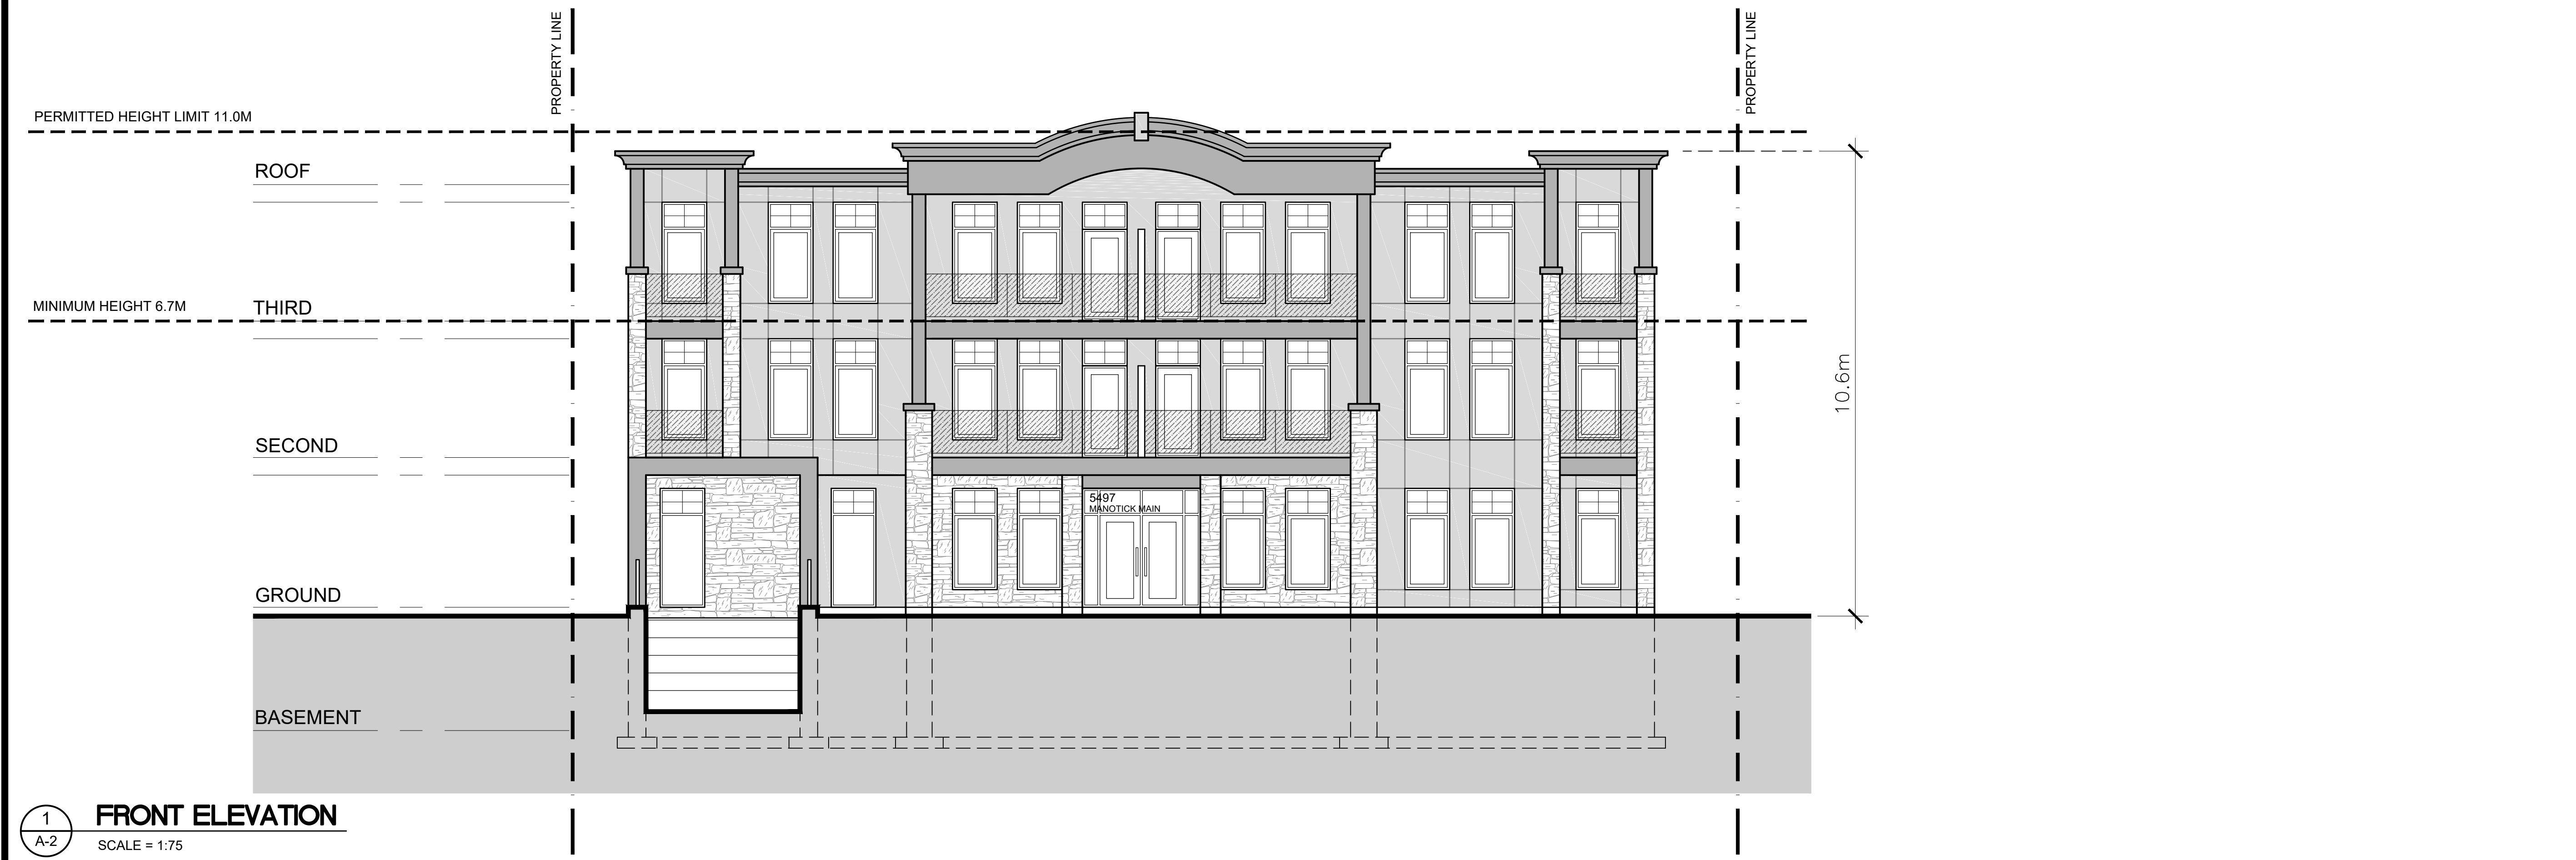 PROPERTY LINE
PROPERTY LINE
PERMITTED HEIGHT LIMIT 11.0M
ROOF
MINIMUM HEIGHT 6.7M
THIRD
10.6m
SECOND
5497
MANOTICK MAIN
GROUND
BASEMENT
1
A-2
FRONT ELEVATION
SCALE = 1:75